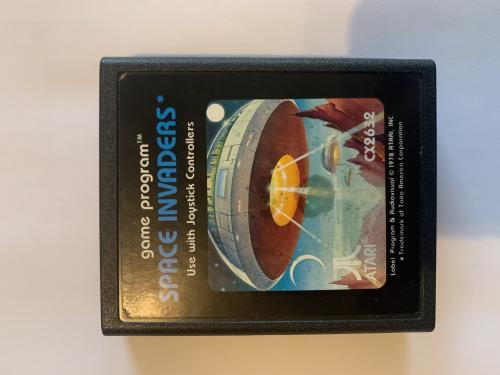 game program™
SPACE INVADERS*
Use with Joystick Controllers
CX2632
ATARI®
Label Program & Audiovisual © 1978 ATARI, INC.
* Trademark of Taito America Corporation